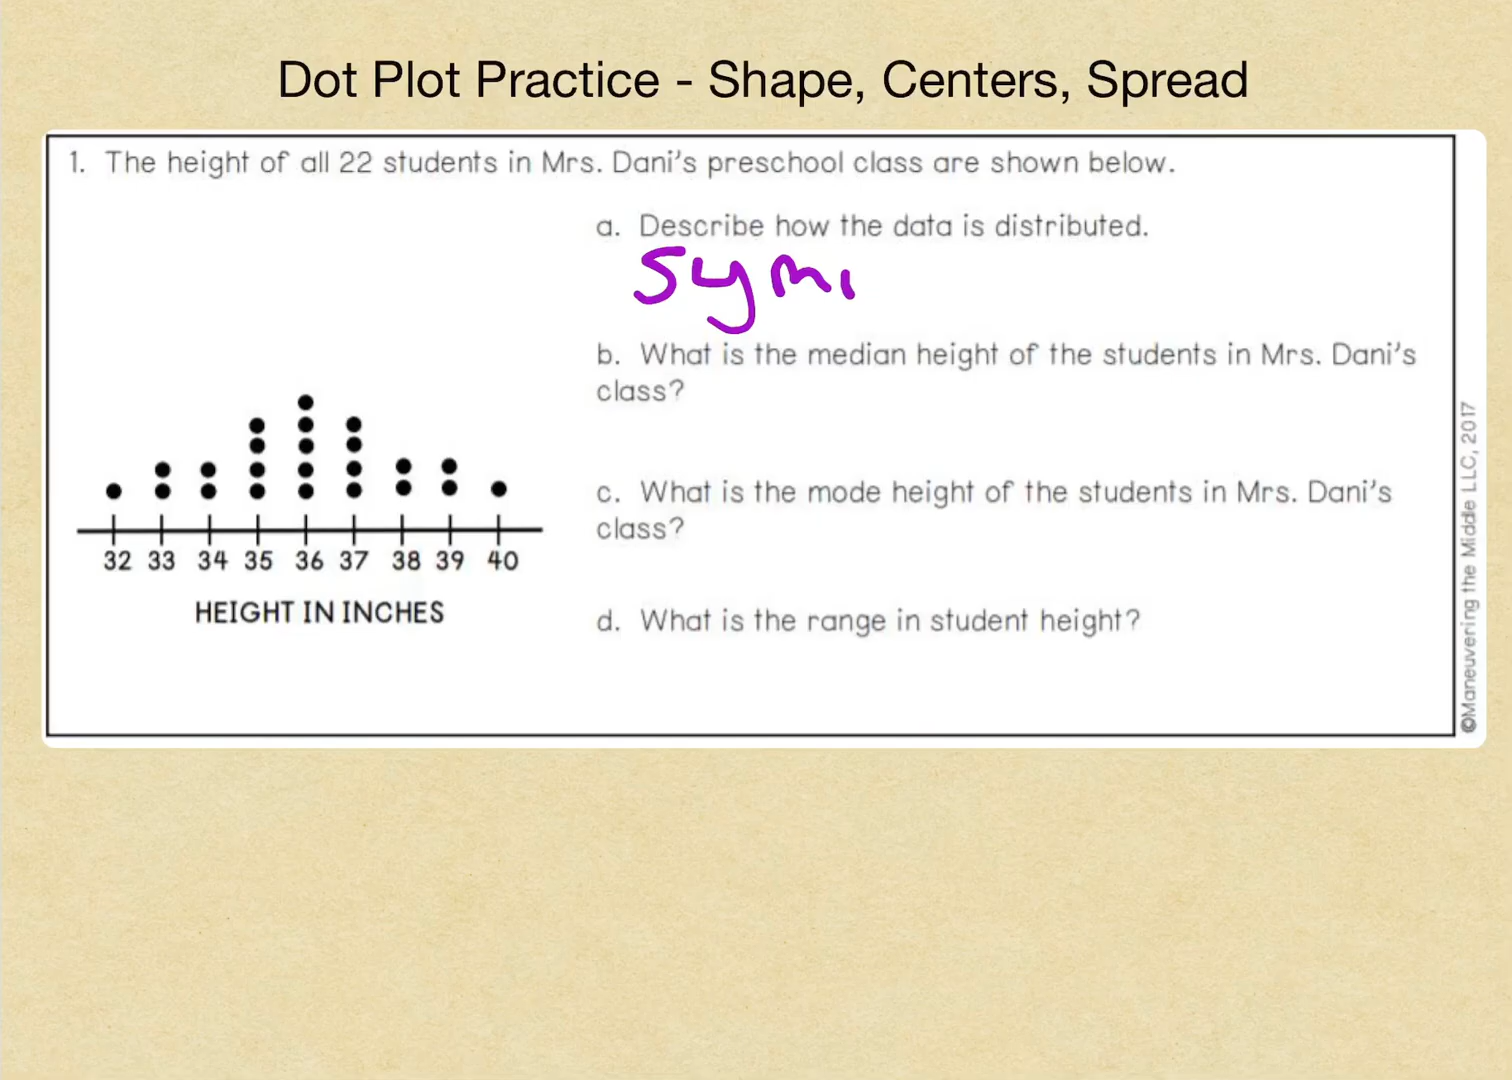 Dot Plot Practice - Shape, Centers, Spread
1. The height of all 22 students in Mrs. Dani's preschool class are shown below.
a. Describe how the data is distributed.
sym
b. What is the median height of the students in Mrs. Dani's
class?
c. What is the mode height of the students in Mrs. Dani's
class?
d. What is the range in student height?
32 33 34 35 36 37 38 39 40
HEIGHT IN INCHES
©Maneuvering the Middle LLC, 2017